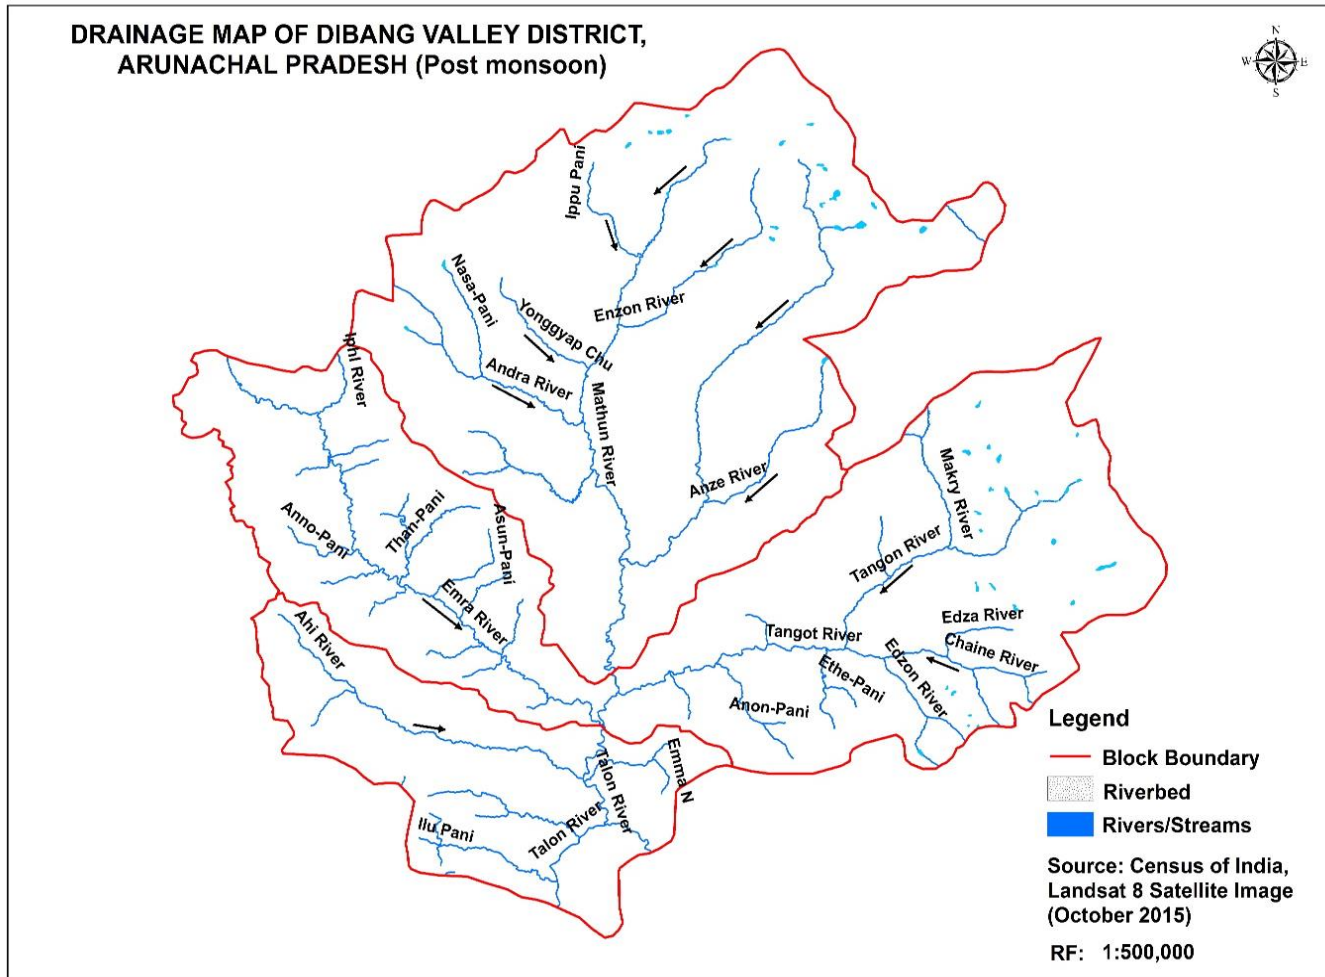 DRAINAGE MAP OF DIBANG VALLEY DISTRICT,
ARUNACHAL PRADESH (Post monsoon)
N
W
E
S
Ippu Pani
Nasa-Pani
Yonggyap Chu
Enzon River
Iphl River
Andra River
Mathun River
Anze River
Makry River
Anno-Pani
Than-Pani
Asun-Pani
Tangon River
Emra River
Ahi River
Tangot River
Edza River
Chaine River
Edzon River
Ethe-Pani
Anon-Pani
Emma N
Talon River
Talon River
Ilu Pani
Legend
Block Boundary
Riverbed
Rivers/Streams
Source: Census of India,
Landsat 8 Satellite Image
(October 2015)
RF: 1:500,000